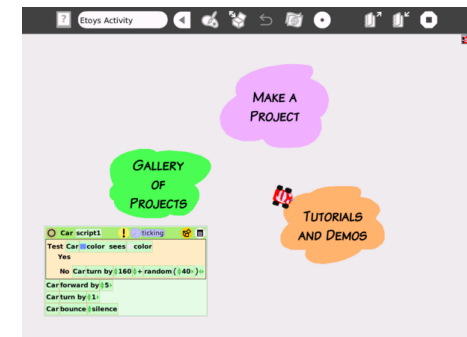 ? Etoys Activity
MAKE A
PROJECT
GALLERY
OF
PROJECTS
TUTORIALS
AND DEMOS
Car script1 ! ticking
Test Car color sees color
Yes
No Car turn by 160 + random ( 40 )
Car forward by 5
Car turn by 1
Car bounce silence